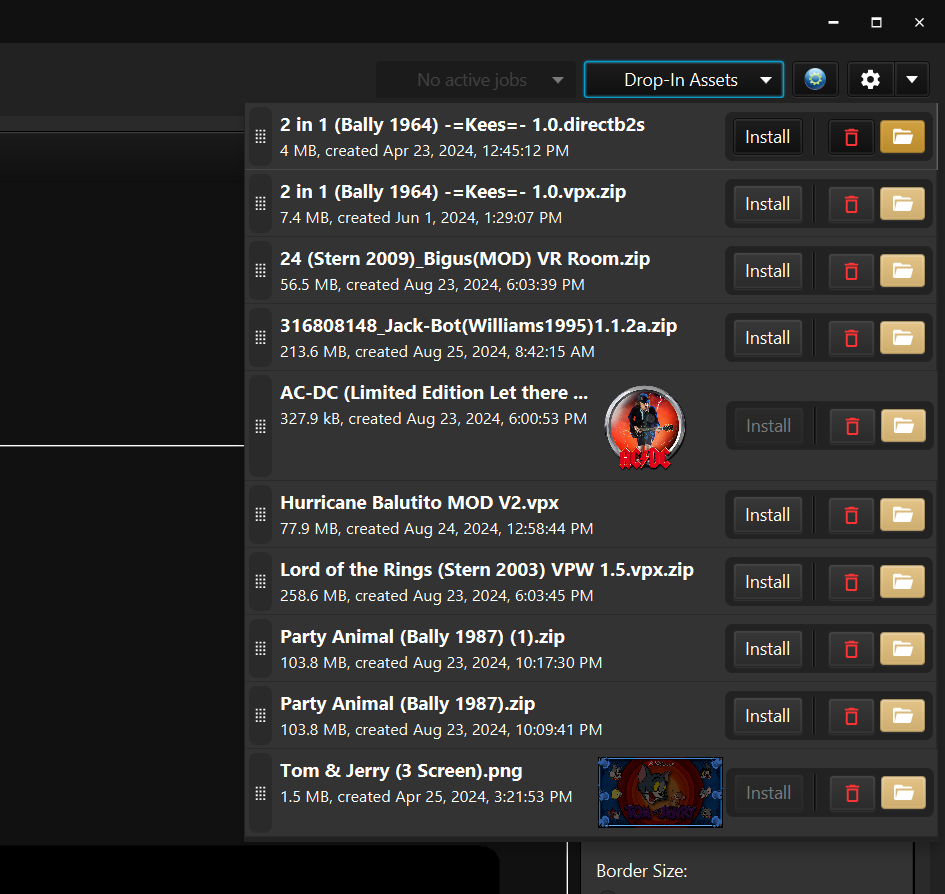 No active jobs
Drop-In Assets
2 in 1 (Bally 1964) -=Kees=- 1.0.directb2s
4 MB, created Apr 23, 2024, 12:45:12 PM
Install
2 in 1 (Bally 1964) -=Kees=- 1.0.vpx.zip
7.4 MB, created Jun 1, 2024, 1:29:07 PM
Install
24 (Stern 2009)_Bigus(MOD) VR Room.zip
56.5 MB, created Aug 23, 2024, 6:03:39 PM
Install
316808148_Jack-Bot(Williams1995)1.1.2a.zip
213.6 MB, created Aug 25, 2024, 8:42:15 AM
Install
AC-DC (Limited Edition Let there ...
327.9 kB, created Aug 23, 2024, 6:00:53 PM
AC/DC
Install
Hurricane Balutito MOD V2.vpx
77.9 MB, created Aug 24, 2024, 12:58:44 PM
Install
Lord of the Rings (Stern 2003) VPW 1.5.vpx.zip
258.6 MB, created Aug 23, 2024, 6:03:45 PM
Install
Party Animal (Bally 1987) (1).zip
103.8 MB, created Aug 23, 2024, 10:17:30 PM
Install
Party Animal (Bally 1987).zip
103.8 MB, created Aug 23, 2024, 10:09:41 PM
Install
Tom & Jerry (3 Screen).png
1.5 MB, created Apr 25, 2024, 3:21:53 PM
TOM and JERRY
Install
Border Size: